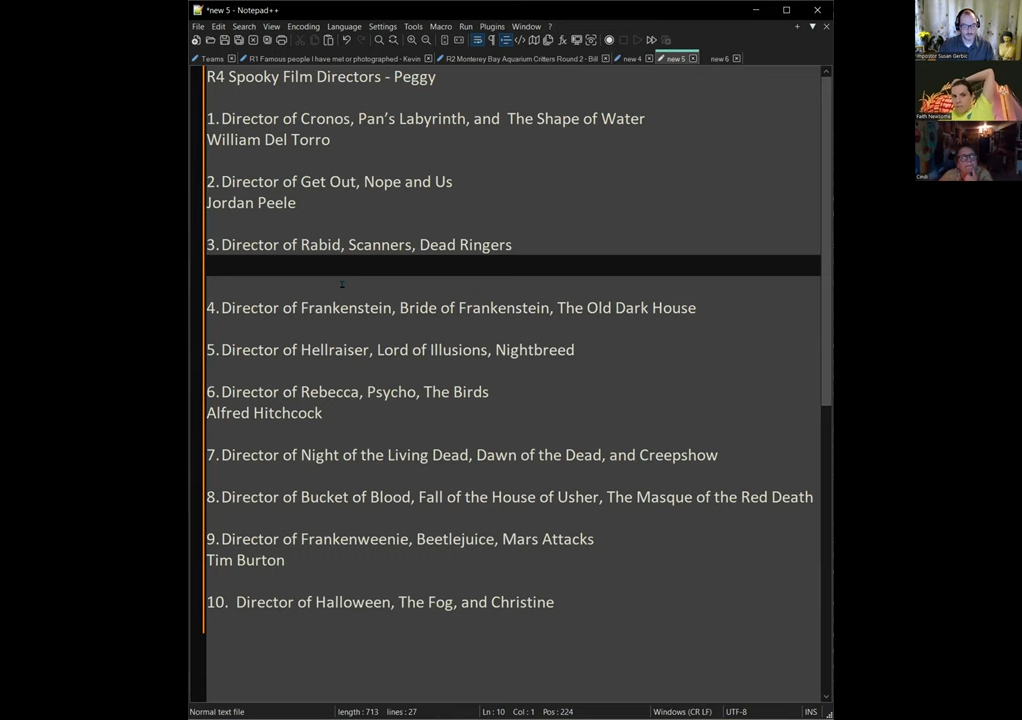 *new 5 - Notepad++
File Edit Search View Encoding Language Settings Tools Macro Run Plugins Window ?
Teams R1 Famous people I have met or photographed - Kevin R2 Monterey Bay Aquarium Critters Round 2 - Bill new 4 new 5 new 6
R4 Spooky Film Directors - Peggy
1. Director of Cronos, Pan's Labyrinth, and The Shape of Water
William Del Torro
2. Director of Get Out, Nope and Us
Jordan Peele
3. Director of Rabid, Scanners, Dead Ringers
4. Director of Frankenstein, Bride of Frankenstein, The Old Dark House
5. Director of Hellraiser, Lord of Illusions, Nightbreed
6. Director of Rebecca, Psycho, The Birds
Alfred Hitchcock
7. Director of Night of the Living Dead, Dawn of the Dead, and Creepshow
8. Director of Bucket of Blood, Fall of the House of Usher, The Masque of the Red Death
9. Director of Frankenweenie, Beetlejuice, Mars Attacks
Tim Burton
10. Director of Halloween, The Fog, and Christine
Normal text file length : 713 lines : 27 Ln : 10 Col : 1 Pos : 224 Windows (CR LF) UTF-8 INS
Impostor Susan Gerbic
Faith Newsome
Cindi